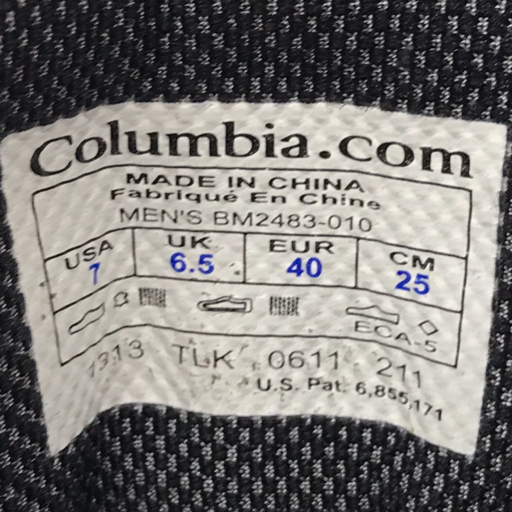 Columbia.com
MADE IN CHINA
Fabriqué En Chine
MEN'S BM2483-010
USA UK EUR CM
7 6.5 40 25
ECA-5
1313 TLK 0611 211
U.S. Pat. 6,855,171